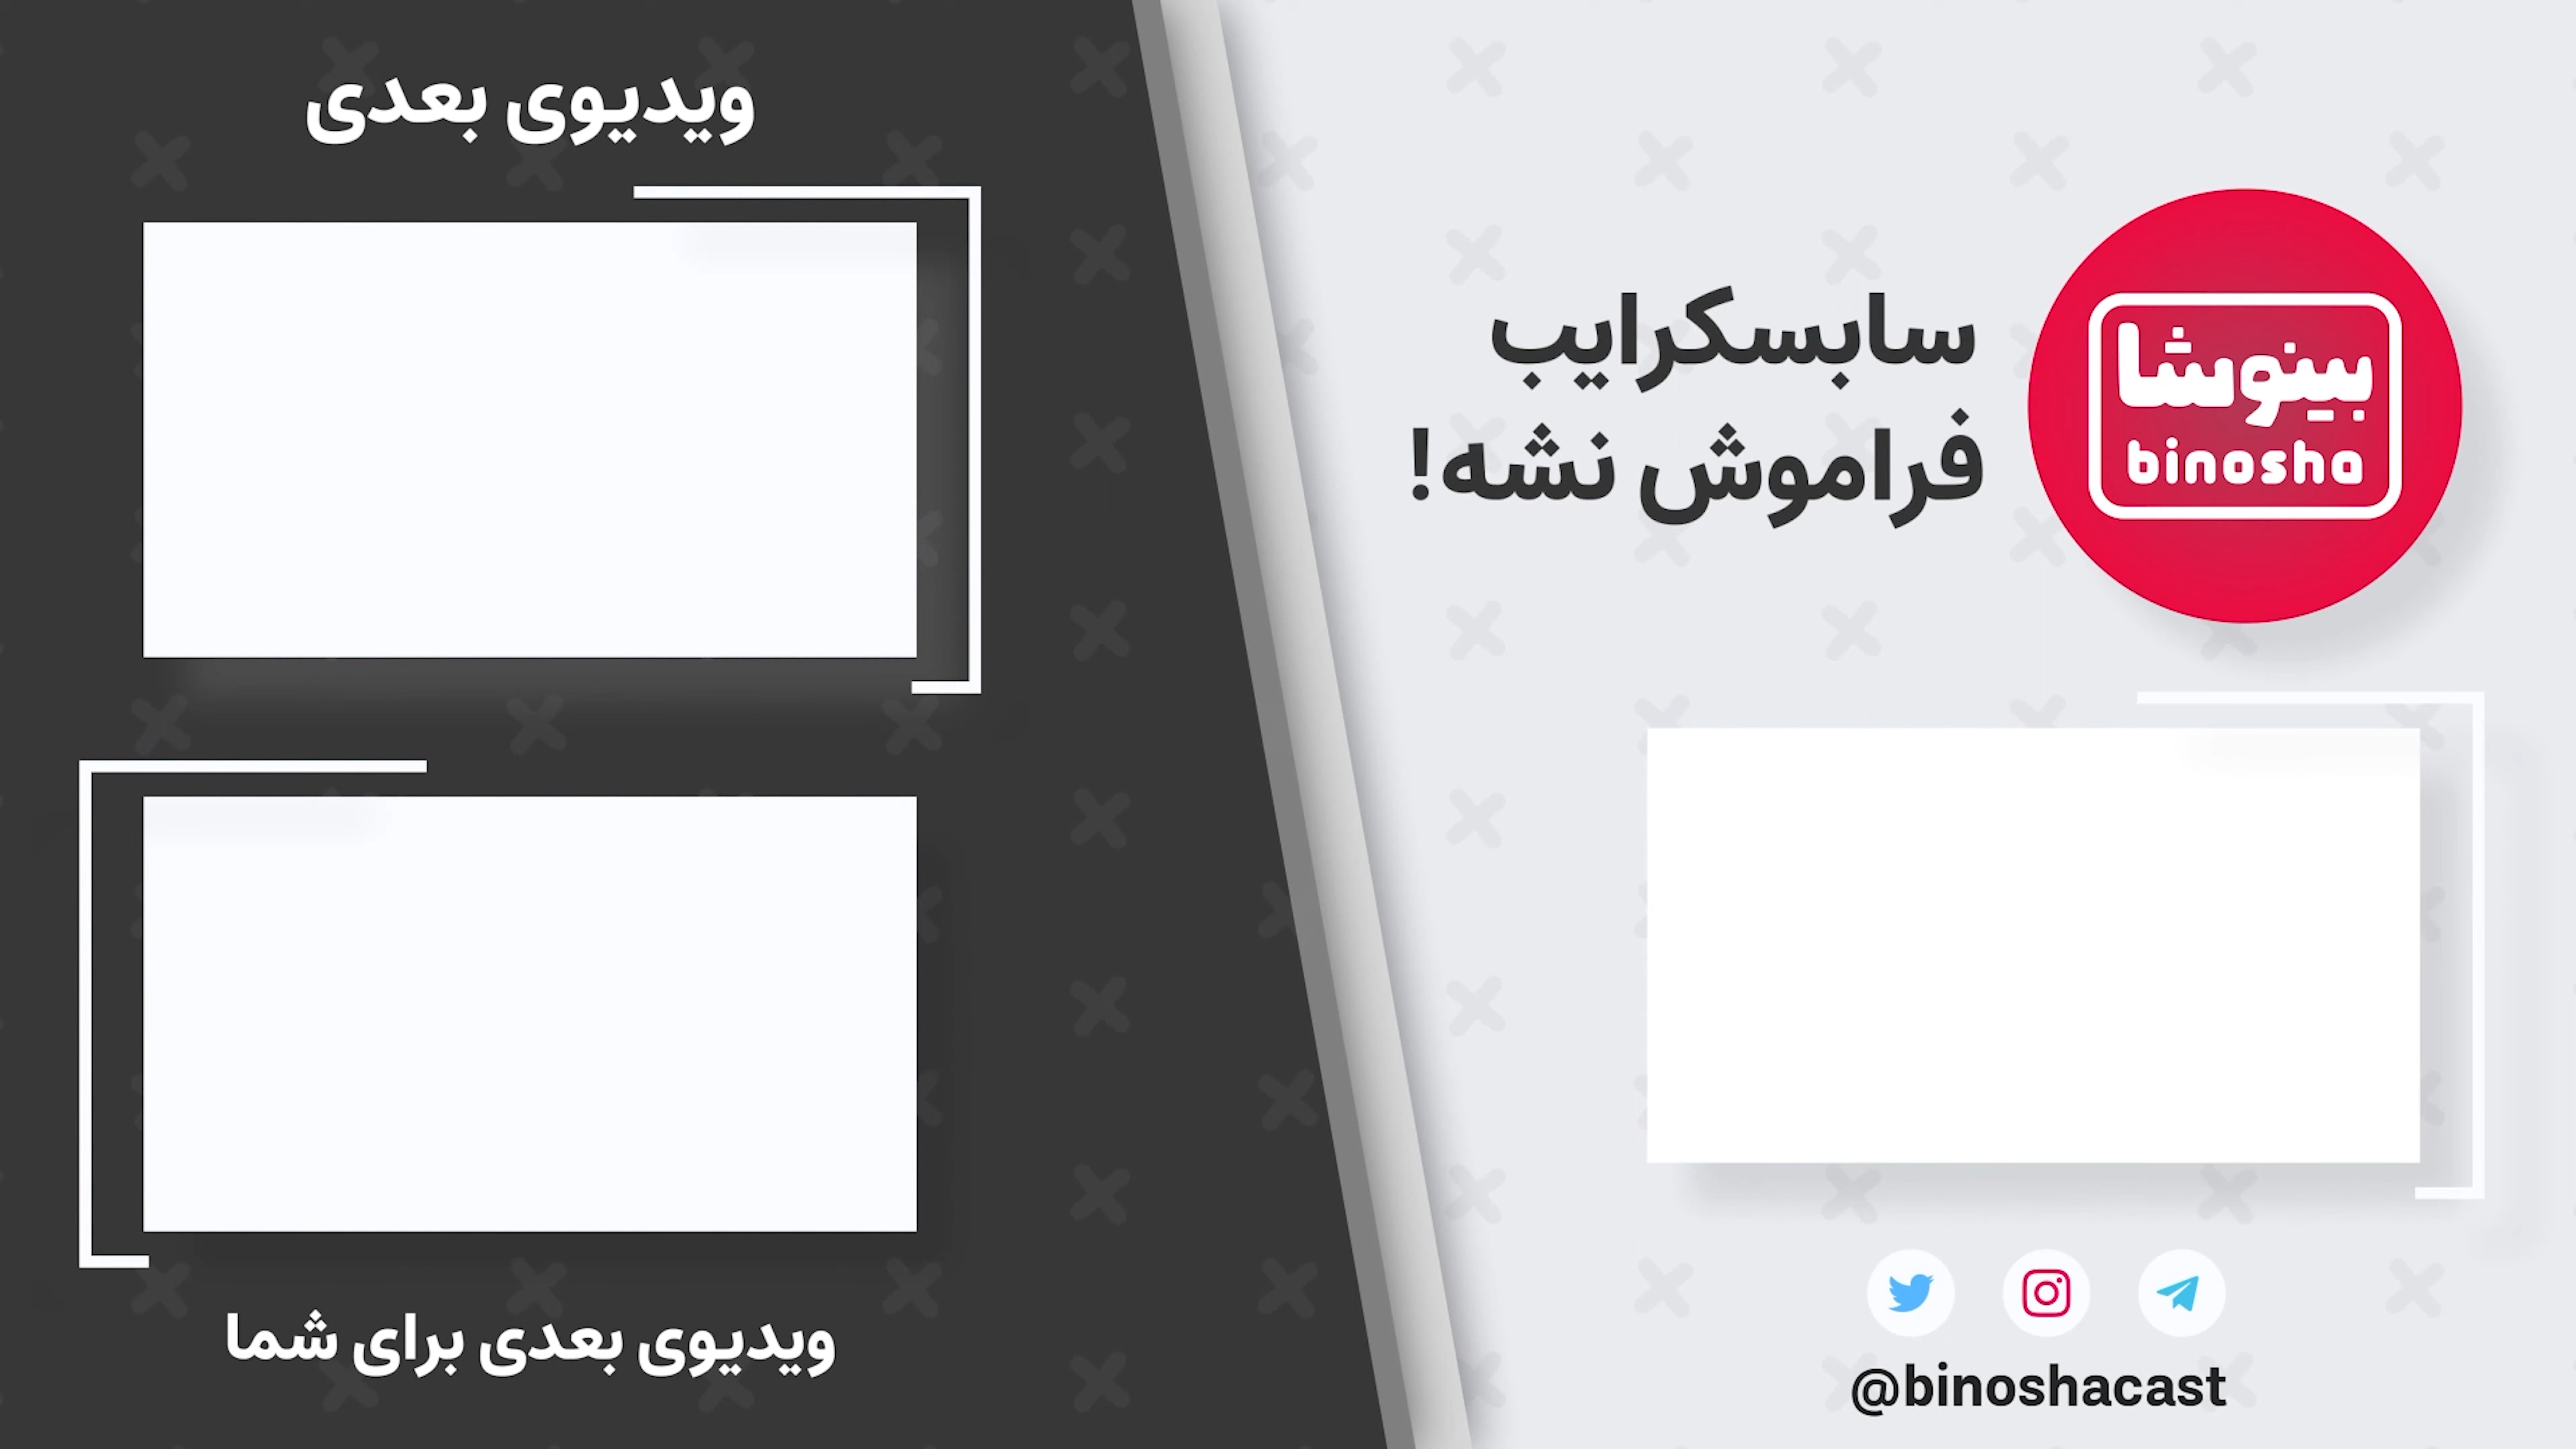 ویدیوی بعدی
سابسکرایب
فراموش نشه!
بینوشا
binosha
ویدیوی بعدی برای شما
@binoshacast